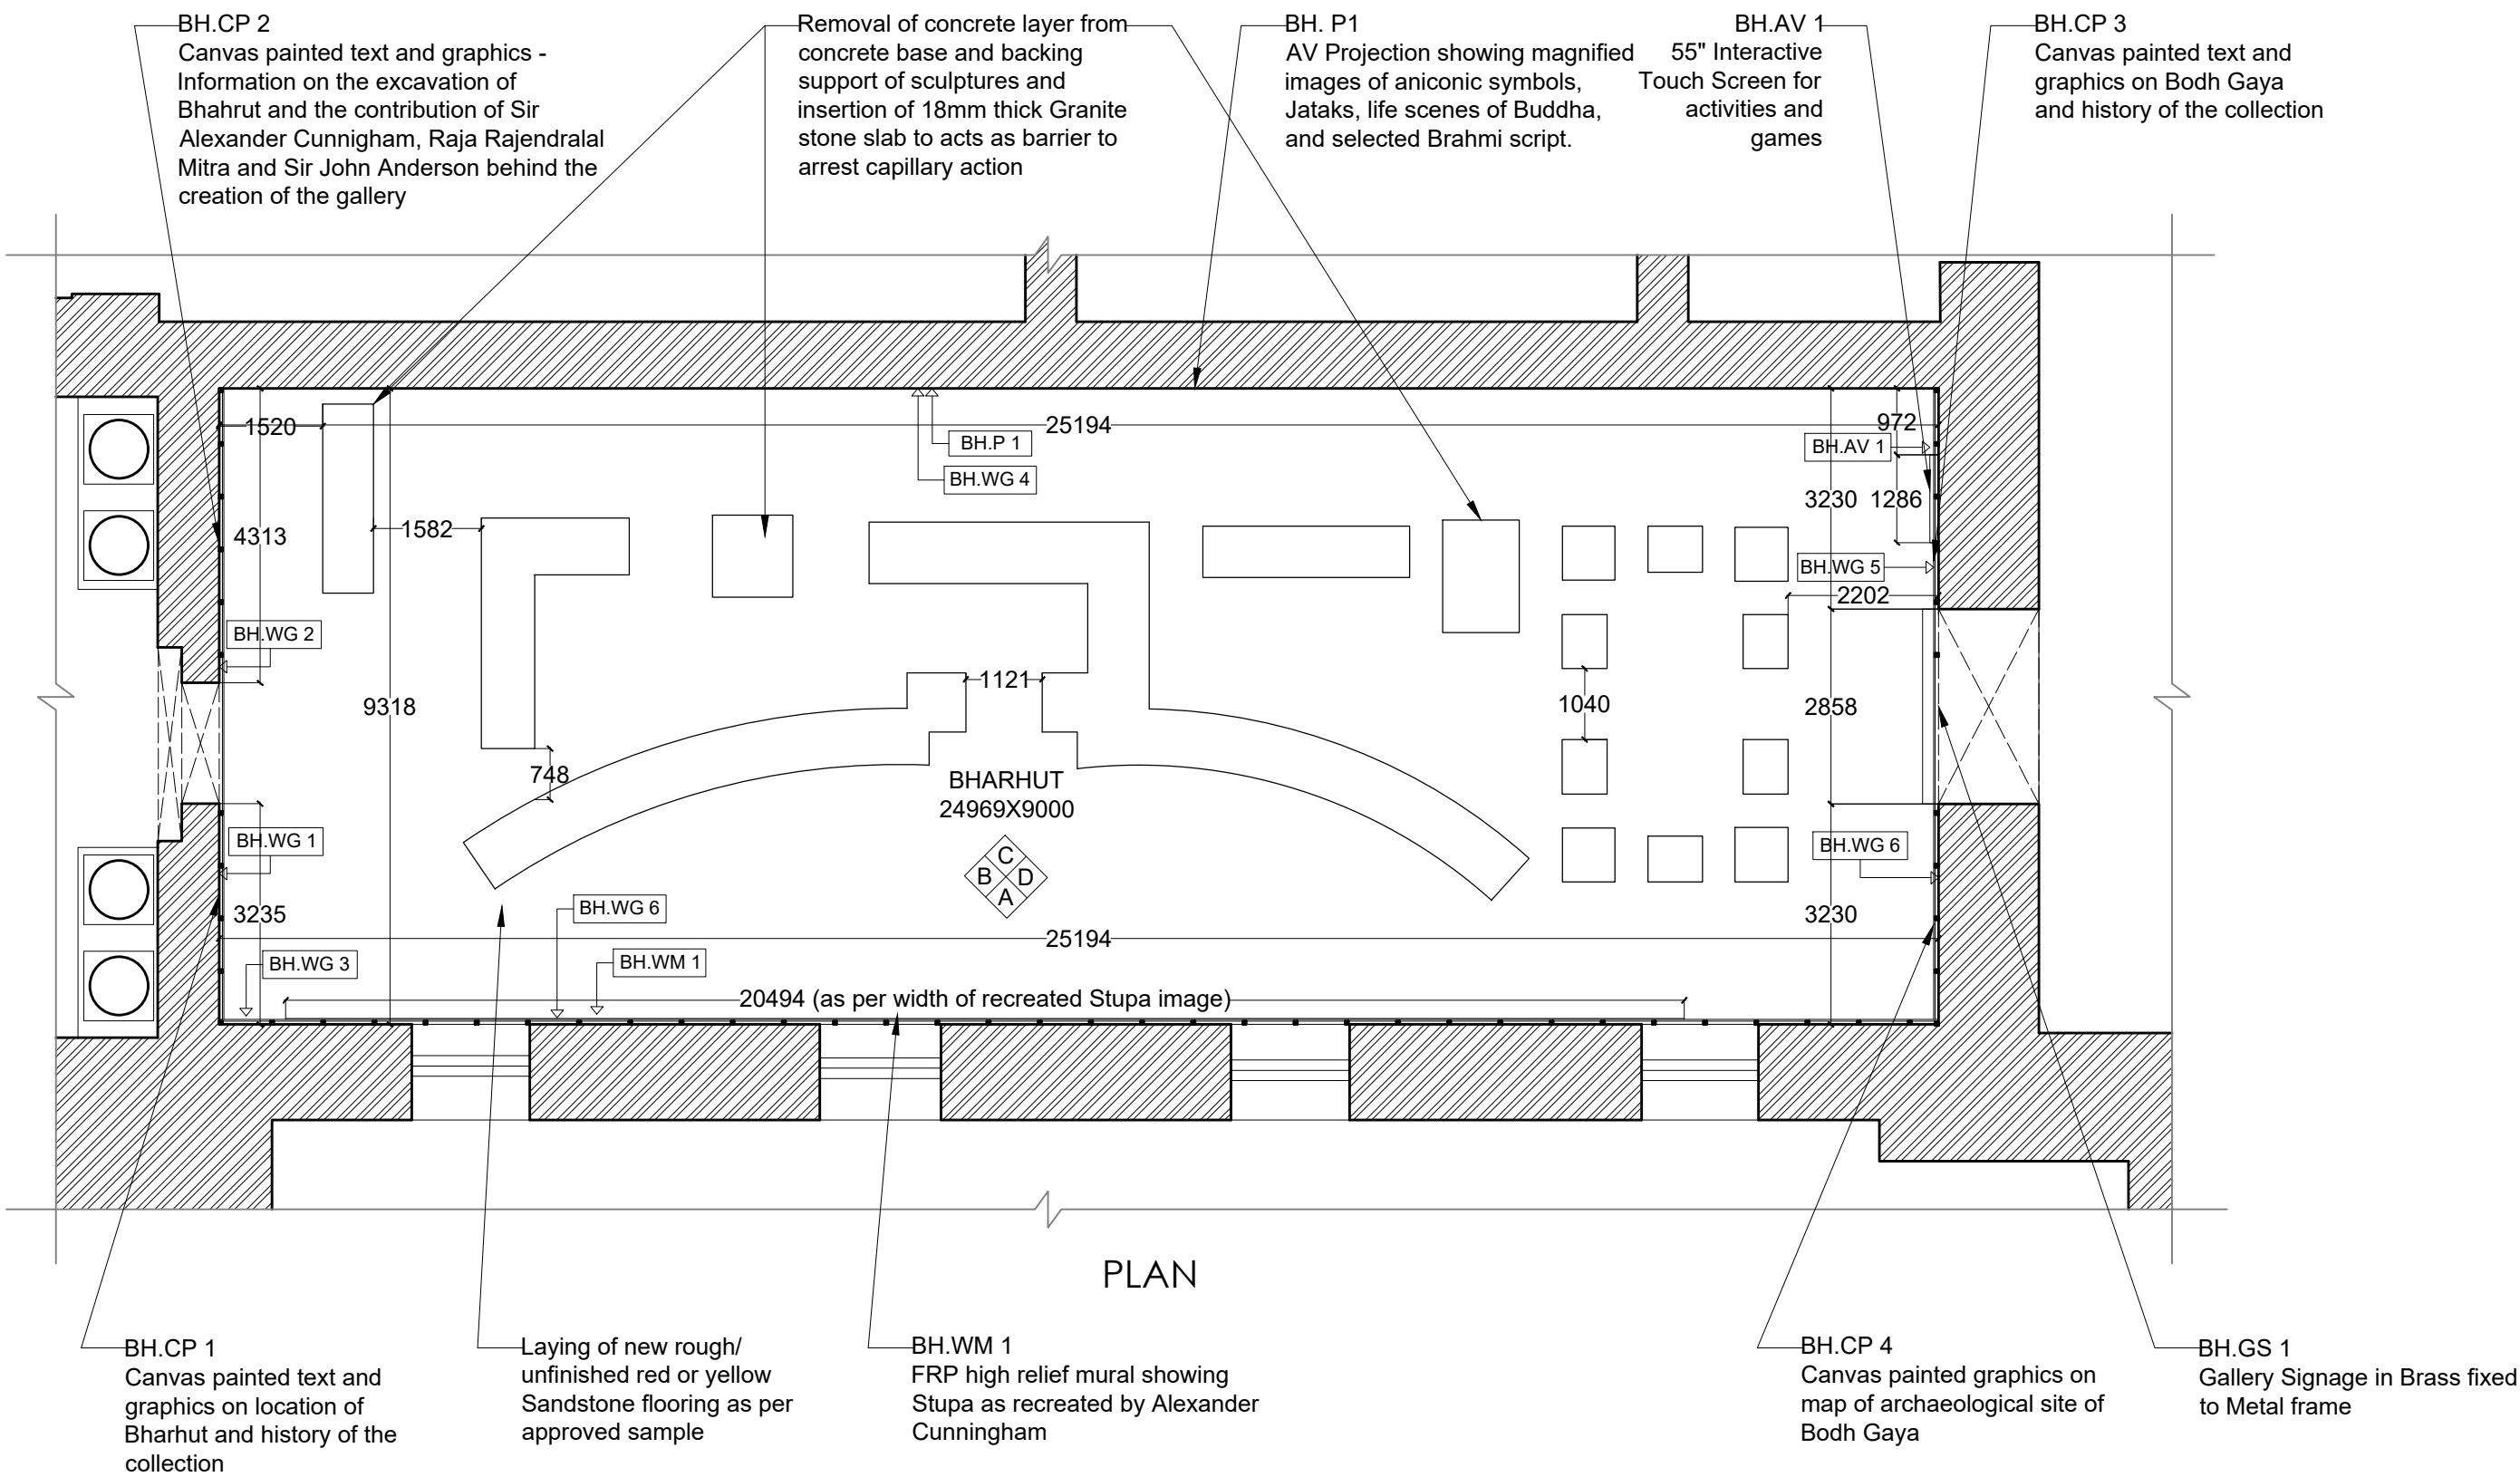 BH.CP 2
Canvas painted text and graphics -
Information on the excavation of
Bhahrut and the contribution of Sir
Alexander Cunnigham, Raja Rajendralal
Mitra and Sir John Anderson behind the
creation of the gallery
Removal of concrete layer from
concrete base and backing
support of sculptures and
insertion of 18mm thick Granite
stone slab to acts as barrier to
arrest capillary action
BH. P1
AV Projection showing magnified
images of aniconic symbols,
Jataks, life scenes of Buddha,
and selected Brahmi script.
BH.AV 1
55" Interactive
Touch Screen for
activities and
games
BH.CP 3
Canvas painted text and
graphics on Bodh Gaya
and history of the collection
1520
25194
972
BH.P 1
BH.AV 1
BH.WG 4
3230
1286
4313
1582
BH.WG 5
2202
BH.WG 2
1121
9318
1040
2858
748
BHARHUT
24969X9000
BH.WG 1
BH.WG 6
C
B
D
A
3235
BH.WG 6
3230
25194
BH.WG 3
BH.WM 1
20494 (as per width of recreated Stupa image)
PLAN
BH.CP 1
Canvas painted text and
graphics on location of
Bharhut and history of the
collection
Laying of new rough/
unfinished red or yellow
Sandstone flooring as per
approved sample
BH.WM 1
FRP high relief mural showing
Stupa as recreated by Alexander
Cunningham
BH.CP 4
Canvas painted graphics on
map of archaeological site of
Bodh Gaya
BH.GS 1
Gallery Signage in Brass fixed
to Metal frame